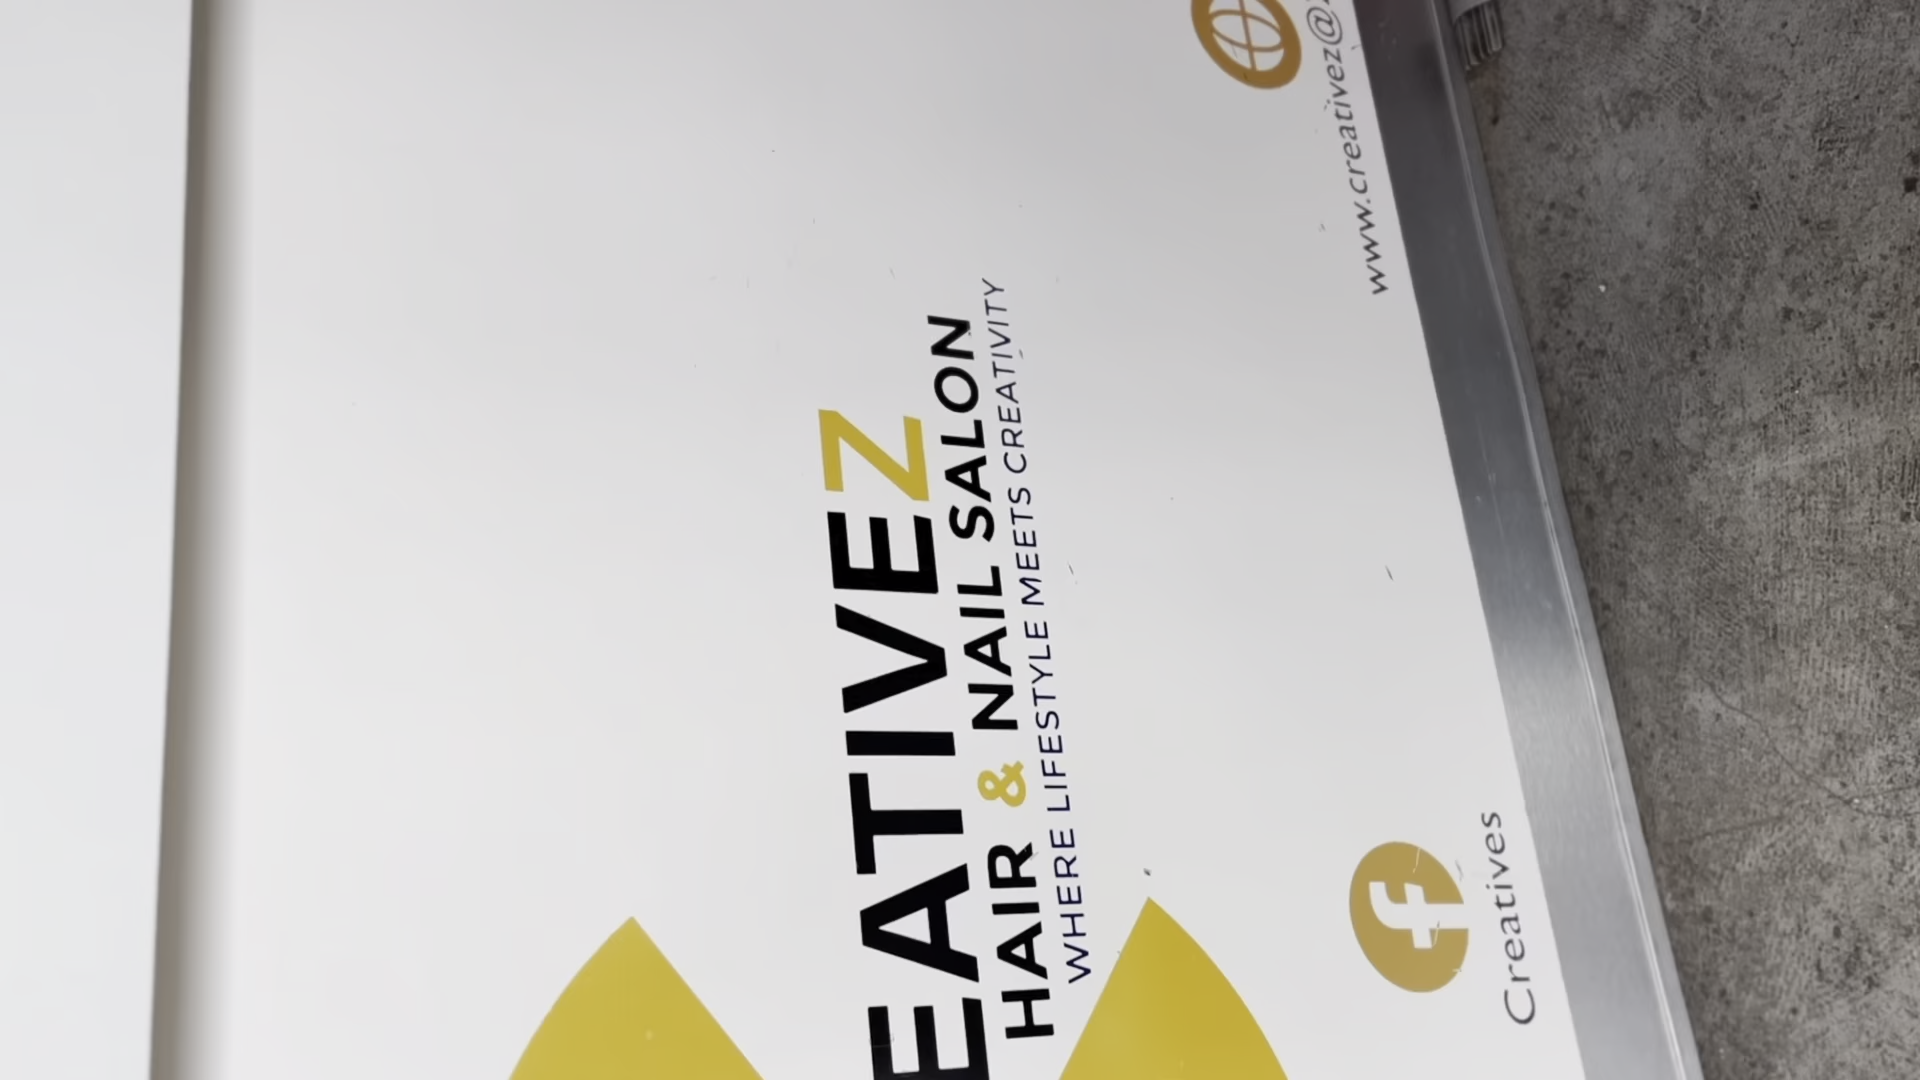 EATIVEZ
HAIR & NAIL SALON
WHERE LIFESTYLE MEETS CREATIVITY
f
Creatives
www.creativez@